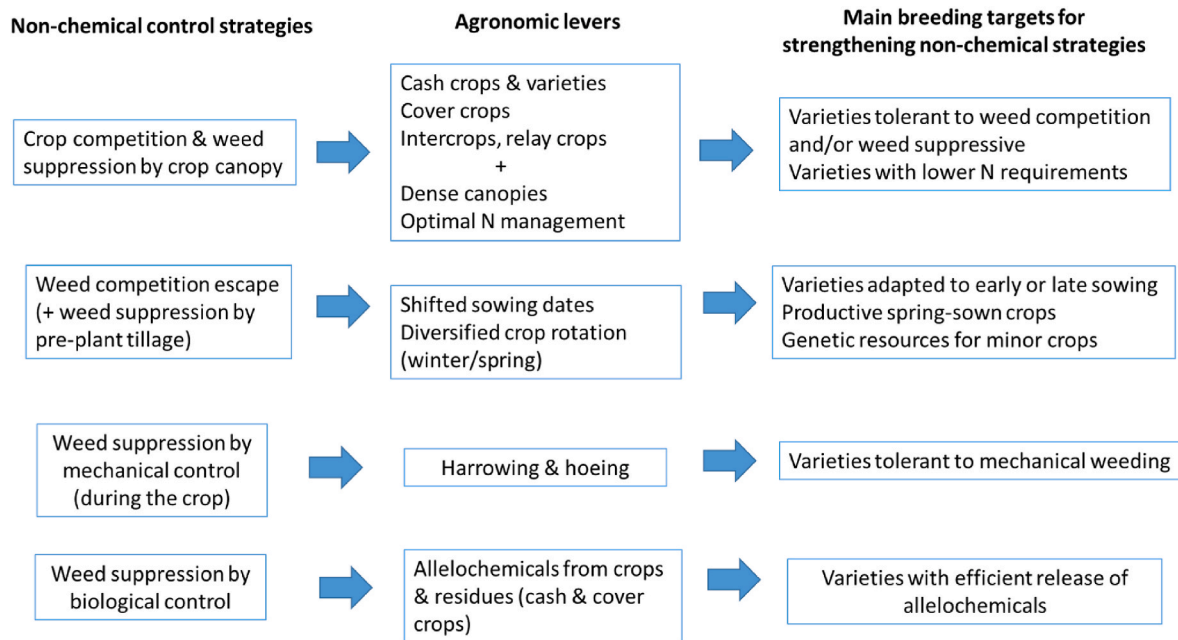 Non-chemical control strategies
Agronomic levers
Main breeding targets for
strengthening non-chemical strategies
Crop competition & weed
suppression by crop canopy
Cash crops & varieties
Cover crops
Intercrops, relay crops
+
Dense canopies
Optimal N management
Varieties tolerant to weed competition
and/or weed suppressive
Varieties with lower N requirements
Weed competition escape
(+ weed suppression by
pre-plant tillage)
Shifted sowing dates
Diversified crop rotation
(winter/spring)
Varieties adapted to early or late sowing
Productive spring-sown crops
Genetic resources for minor crops
Weed suppression by
mechanical control
(during the crop)
Harrowing & hoeing
Varieties tolerant to mechanical weeding
Weed suppression by
biological control
Allelochemicals from crops
& residues (cash & cover
crops)
Varieties with efficient release of
allelochemicals